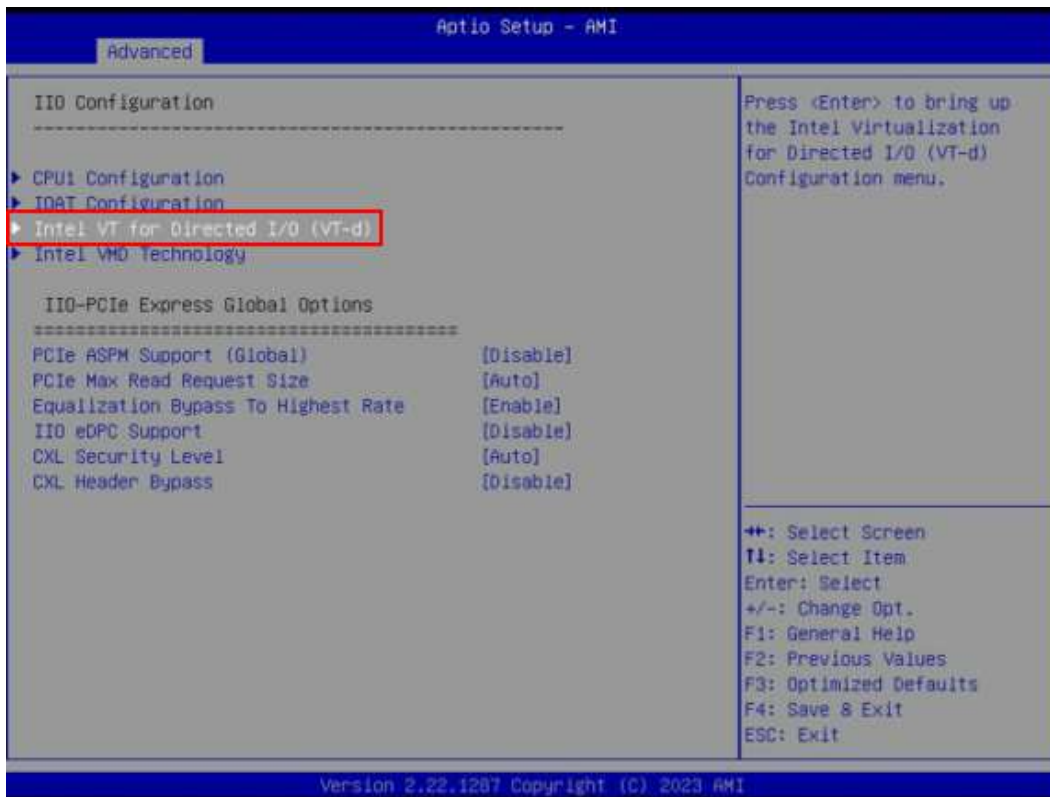 Aptio Setup - AMI
Advanced
IIO Configuration
--------------------------------------------------
CPU1 Configuration
IOAT Configuration
Intel VT for Directed I/O (VT-d)
Intel VMD Technology
IIO-PCIe Express Global Options
========================================
PCIe ASPM Support (Global) [Disable]
PCIe Max Read Request Size [Auto]
Equalization Bypass To Highest Rate [Enable]
IIO eDPC Support [Disable]
CXL Security Level [Auto]
CXL Header Bypass [Disable]
Press <Enter> to bring up
the Intel Virtualization
for Directed I/O (VT-d)
Configuration menu.
→←: Select Screen
↑↓: Select Item
Enter: Select
+/-: Change Opt.
F1: General Help
F2: Previous Values
F3: Optimized Defaults
F4: Save & Exit
ESC: Exit
Version 2.22.1287 Copyright (C) 2023 AMI